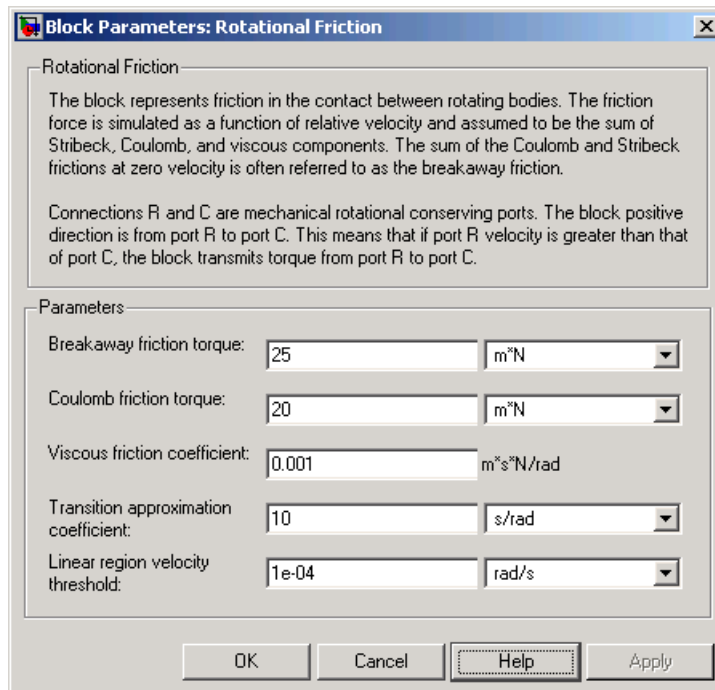 Block Parameters: Rotational Friction
Rotational Friction
The block represents friction in the contact between rotating bodies. The friction
force is simulated as a function of relative velocity and assumed to be the sum of
Stribeck, Coulomb, and viscous components. The sum of the Coulomb and Stribeck
frictions at zero velocity is often referred to as the breakaway friction.
Connections R and C are mechanical rotational conserving ports. The block positive
direction is from port R to port C. This means that if port R velocity is greater than that
of port C, the block transmits torque from port R to port C.
Parameters
Breakaway friction torque: 25 m*N
Coulomb friction torque: 20 m*N
Viscous friction coefficient: 0.001 m*s*N/rad
Transition approximation
coefficient: 10 s/rad
Linear region velocity
threshold: 1e-04 rad/s
OK Cancel Help Apply